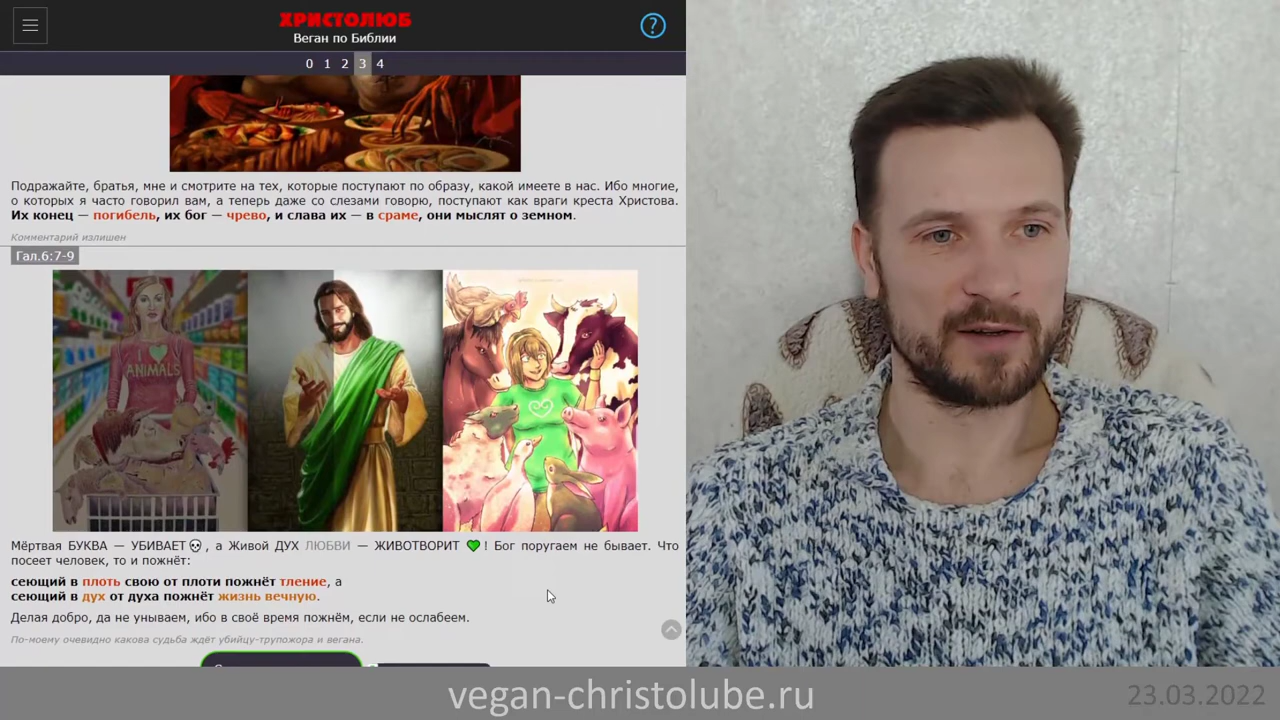 ХРИСТОЛЮБ
Веган по Библии
?
0 1 2 3 4
Подражайте, братья, мне и смотрите на тех, которые поступают по образу, какой имеете в нас. Ибо многие,
о которых я часто говорил вам, а теперь даже со слезами говорю, поступают как враги креста Христова.
Их конец — погибель, их бог — чрево, и слава их — в сраме, они мыслят о земном.
Комментарий излишен
Гал.6:7-9
I ♥
ANIMALS
Мёртвая БУКВА — УБИВАЕТ💀, а Живой ДУХ ЛЮБВИ — ЖИВОТВОРИТ 💚! Бог поругаем не бывает. Что
посеет человек, то и пожнёт:
сеющий в плоть свою от плоти пожнёт тление, а
сеющий в дух от духа пожнёт жизнь вечную.
Делая добро, да не унываем, ибо в своё время пожнём, если не ослабеем.
По-моему очевидно какова судьба ждёт убийцу-трупожора и вегана.
vegan-christolube.ru
23.03.2022